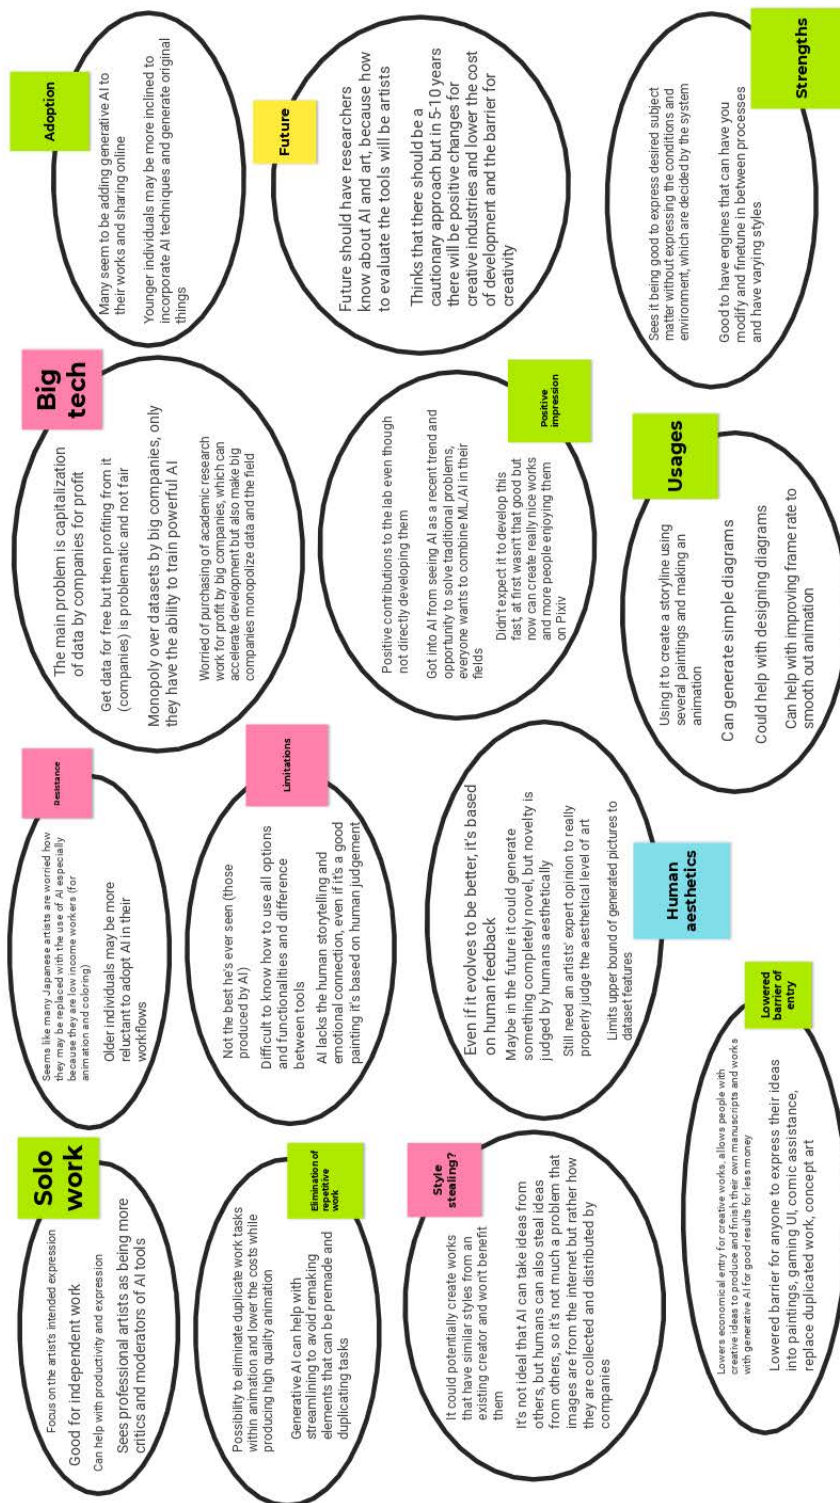 Solo
work
Focus on the artist's intended expression
Good for independent work
Can help with productivity and expression
Sees professional artists as being more
critics and moderators of AI tools
Resistance
Seems like many Japanese artists are worried how
they may be replaced with the use of AI especially
because they are low income workers (for
animation and coloring)
Older individuals may be more
reluctant to adopt AI in their
workflows
Big
tech
The main problem is capitalization
of data by companies for profit
Get data for free but then profiting from it
(companies) is problematic and not fair
Monopoly over datasets by big companies, only
they have the ability to train powerful AI
Worried of purchasing of academic research
work for profit by big companies, which can
accelerate development but also make big
companies monopolize data and the field
Adoption
Many seem to be adding generative AI to
their works and sharing online
Younger individuals may be more inclined to
incorporate AI techniques and generate original
things
Elimination of
repetitive
work
Possibility to eliminate duplicate work tasks
within animation and lower the costs while
producing high quality animation
Generative AI can help with
streamlining to avoid remaking
elements that can be premade and
duplicating tasks
Limitations
Not the best he's ever seen (those
produced by AI)
Difficult to know how to use all options
and functionalities and difference
between tools
AI lacks the human storytelling and
emotional connection, even if it's a good
painting it's based on human judgement
Positive
impression
Positive contributions to the lab even though
not directly developing them
Got into AI from seeing AI as a recent trend and
opportunity to solve traditional problems,
everyone wants to combine ML/AI in their
fields
Didn't expect it to develop this
fast, at first wasn't that good but
now can create really nice works
and more people enjoying them
on Pixiv
Future
Future should have researchers
know about AI and art, because how
to evaluate the tools will be artists
Thinks that there should be a
cautionary approach but in 5-10 years
there will be positive changes for
creative industries and lower the cost
of development and the barrier for
creativity
Style
stealing?
It could potentially create works
that have similar styles from an
existing creator and won't benefit
them
It's not ideal that AI can take ideas from
others, but humans can also steal ideas
from others, so it's not much a problem that
images are from the internet but rather how
they are collected and distributed by
companies
Human
aesthetics
Even if it evolves to be better, it's based
on human feedback
Maybe in the future it could generate
something completely novel, but novelty is
judged by humans aesthetically
Still need an artists' expert opinion to really
properly judge the aesthetical level of art
Limits upper bound of generated pictures to
dataset features
Usages
Using it to create a storyline using
several paintings and making an
animation
Can generate simple diagrams
Could help with designing diagrams
Can help with improving frame rate to
smooth out animation
Strengths
Sees it being good to express desired subject
matter without expressing the conditions and
environment, which are decided by the system
Good to have engines that can have you
modify and finetune in between processes
and have varying styles
Lowered
barrier of
entry
Lowers economical entry for creative works, allows people with
creative ideas to produce and finish their own manuscripts and works
with generative AI for good results for less money
Lowered barrier for anyone to express their ideas
into paintings, gaming UI, comic assistance,
replace duplicated work, concept art